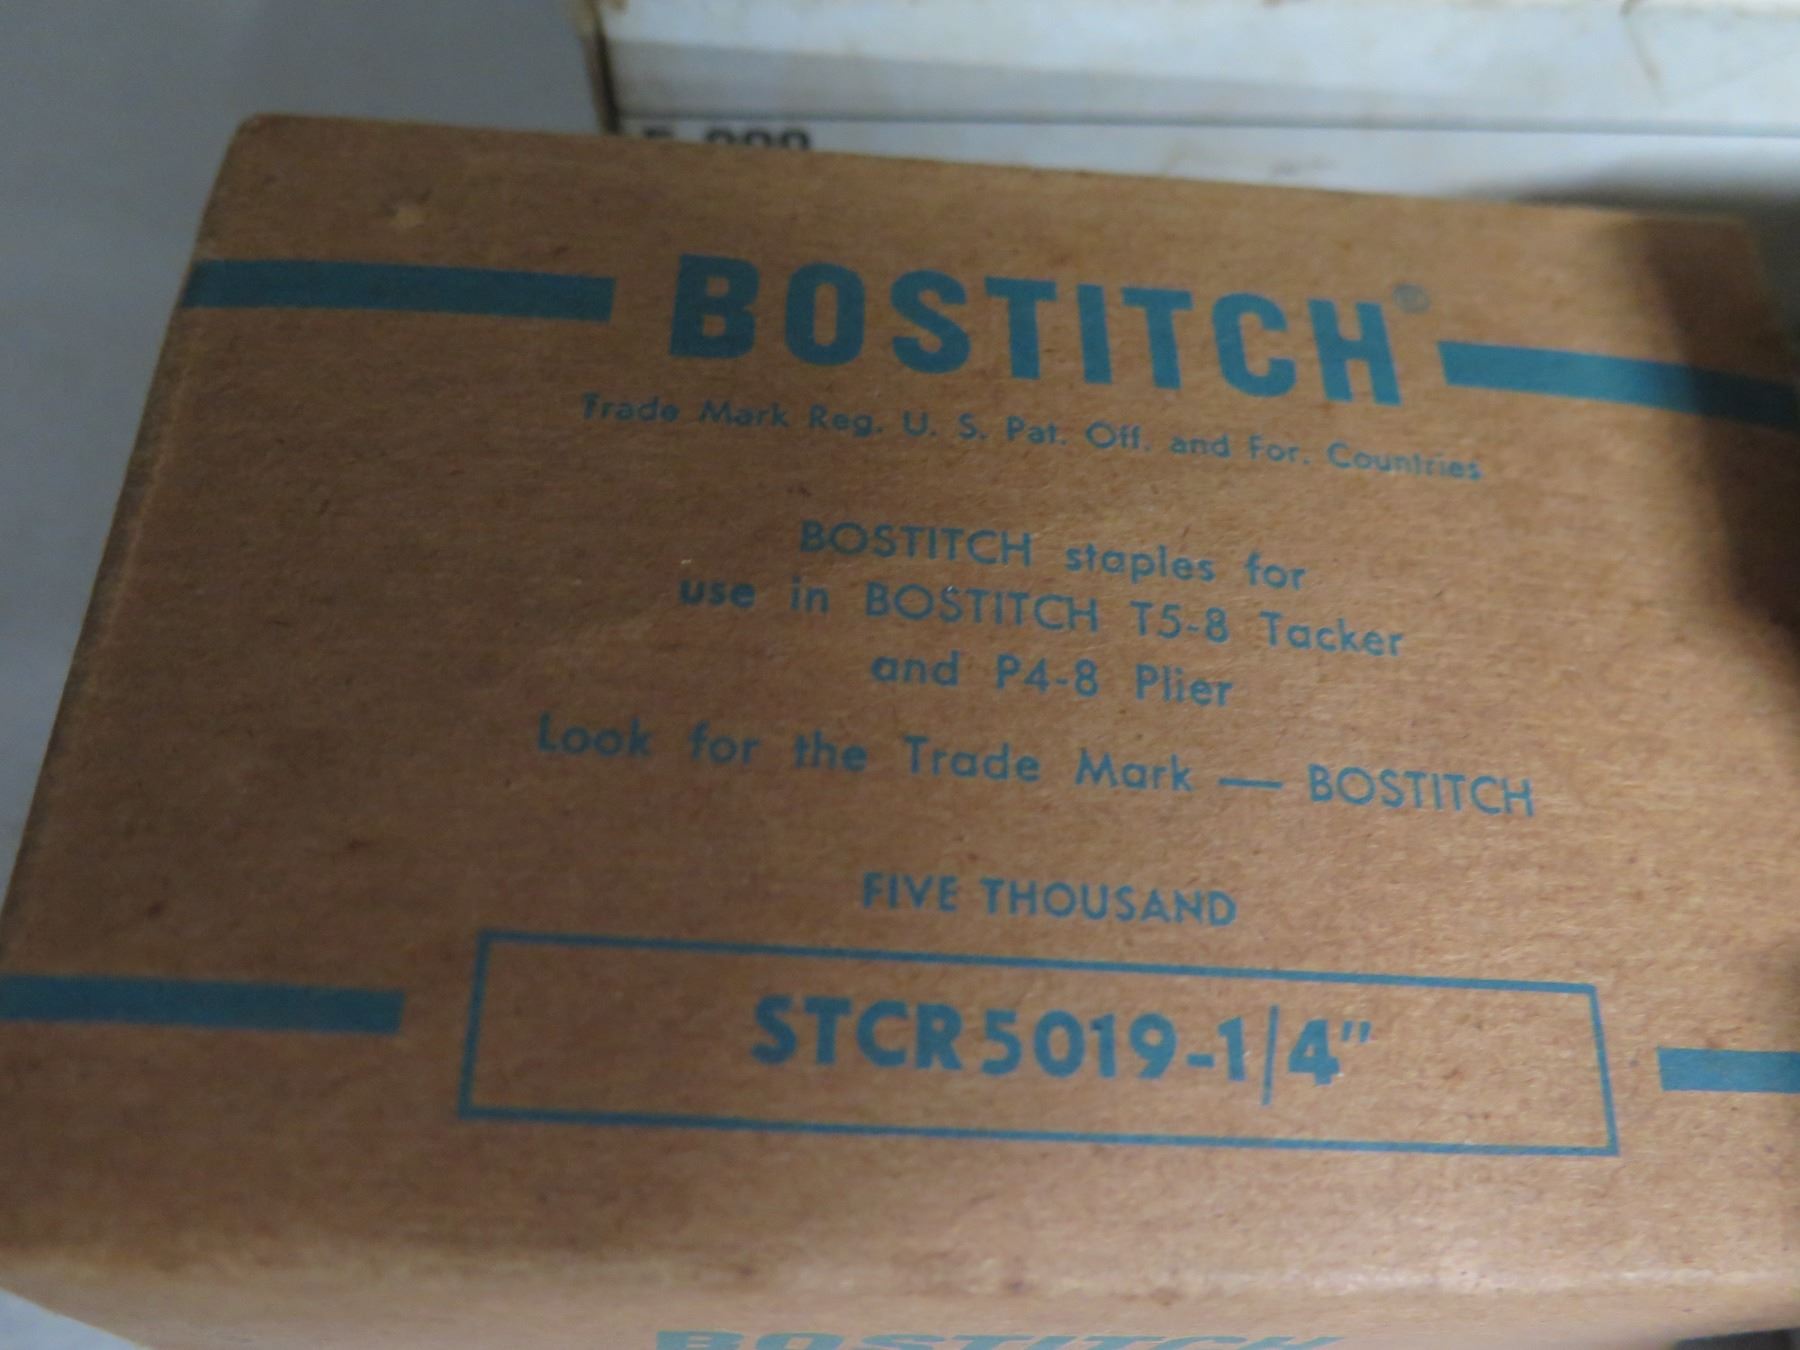 BOSTITCH®
Trade Mark Reg. U. S. Pat. Off. and For. Countries
BOSTITCH staples for
use in BOSTITCH T5-8 Tacker
and P4-8 Plier
Look for the Trade Mark — BOSTITCH
FIVE THOUSAND
STCR5019-1/4"
BOSTITCH